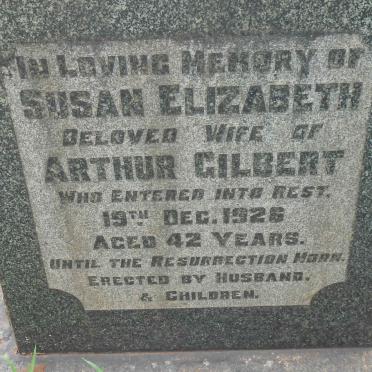 IN LOVING MEMORY OF
SUSAN ELIZABETH
BELOVED WIFE OF
ARTHUR GILBERT
WHO ENTERED INTO REST.
19TH DEC. 1926
AGED 42 YEARS.
UNTIL THE RESURRECTION MORN.
ERECTED BY HUSBAND.
& CHILDREN.